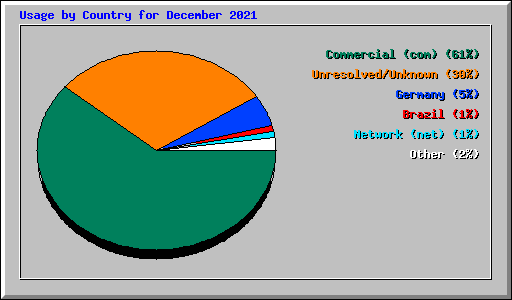 Usage by Country for December 2021
Commercial (com) (61%)
Unresolved/Unknown (30%)
Germany (5%)
Brazil (1%)
Network (net) (1%)
Other (2%)